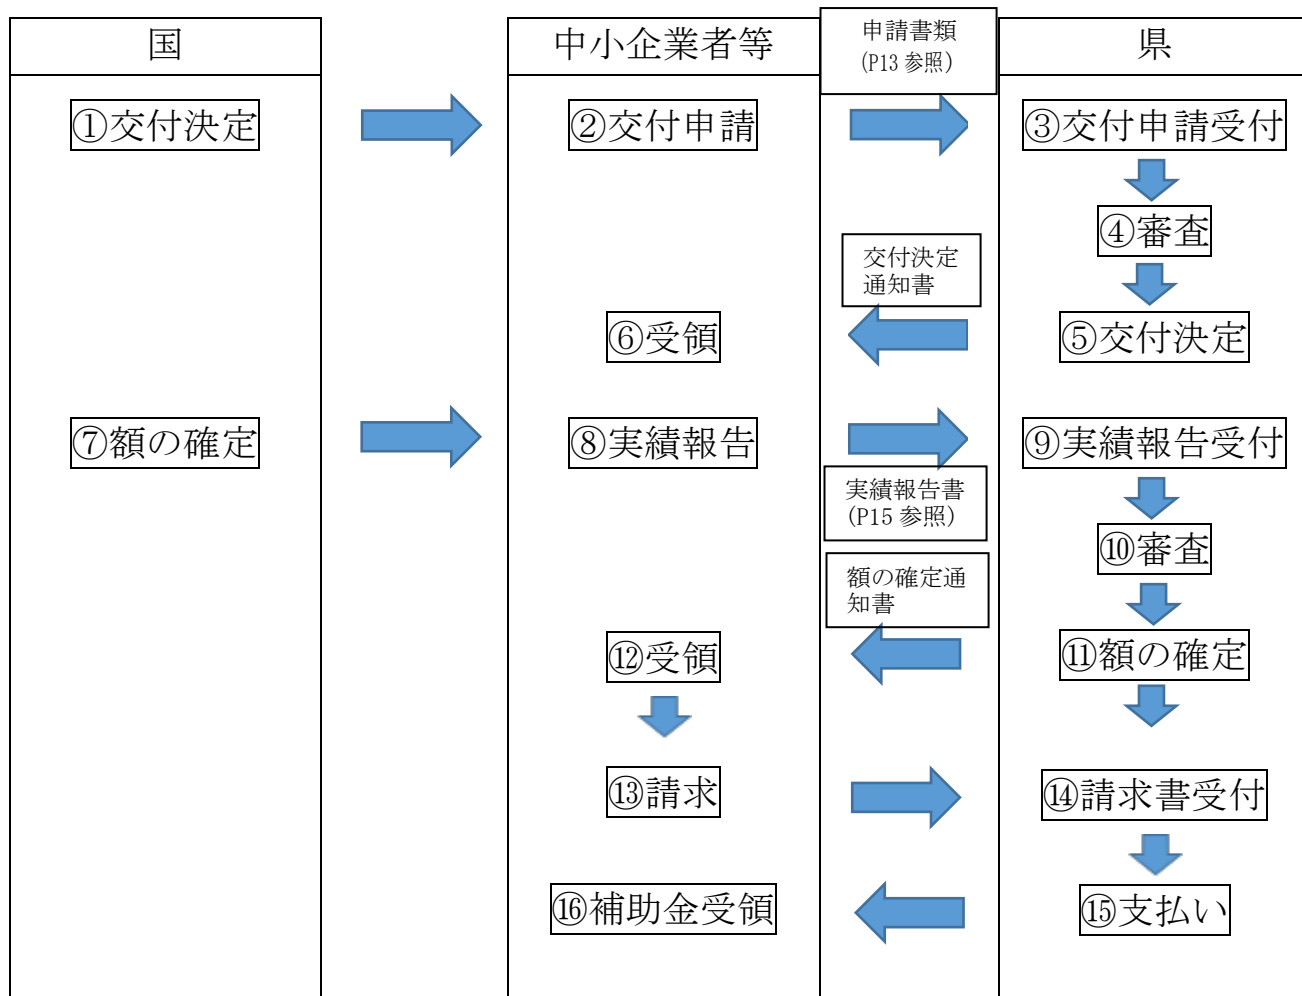 国
中小企業者等
申請書類
(P13 参照)
県
①交付決定
②交付申請
③交付申請受付
④審査
交付決定
通知書
⑥受領
⑤交付決定
⑦額の確定
⑧実績報告
⑨実績報告受付
実績報告書
(P15 参照)
⑩審査
額の確定通
知書
⑫受領
⑪額の確定
⑬請求
⑭請求書受付
⑯補助金受領
⑮支払い